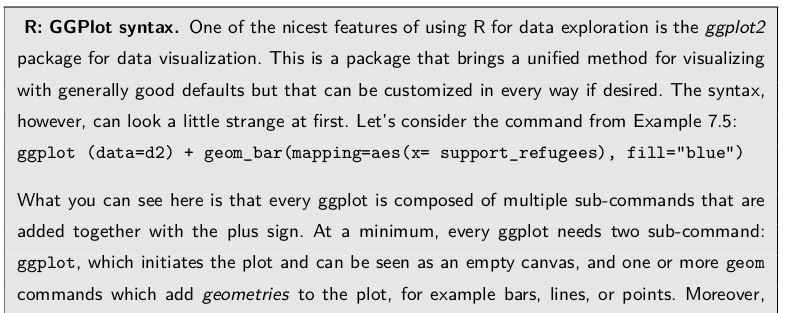 R: GGPlot syntax. One of the nicest features of using R for data exploration is the ggplot2
package for data visualization. This is a package that brings a unified method for visualizing
with generally good defaults but that can be customized in every way if desired. The syntax,
however, can look a little strange at first. Let's consider the command from Example 7.5:
ggplot (data=d2) + geom_bar(mapping=aes(x= support_refugees), fill="blue")
What you can see here is that every ggplot is composed of multiple sub-commands that are
added together with the plus sign. At a minimum, every ggplot needs two sub-command:
ggplot, which initiates the plot and can be seen as an empty canvas, and one or more geom
commands which add geometries to the plot, for example bars, lines, or points. Moreover,